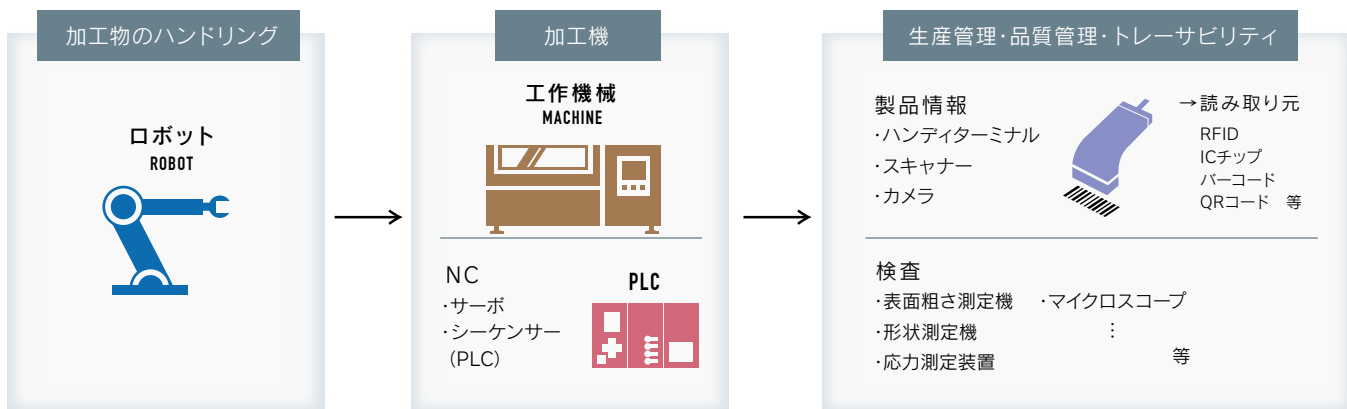 加工物のハンドリング
ロボット
ROBOT
加工機
工作機械
MACHINE
NC
・サーボ
・シーケンサー
(PLC)
PLC
生産管理・品質管理・トレーサビリティ
製品情報
・ハンディターミナル
・スキャナー
・カメラ
→読み取り元
RFID
ICチップ
バーコード
QRコード 等
検査
・表面粗さ測定機
・形状測定機
・応力測定装置
・マイクロスコープ
⋮
等